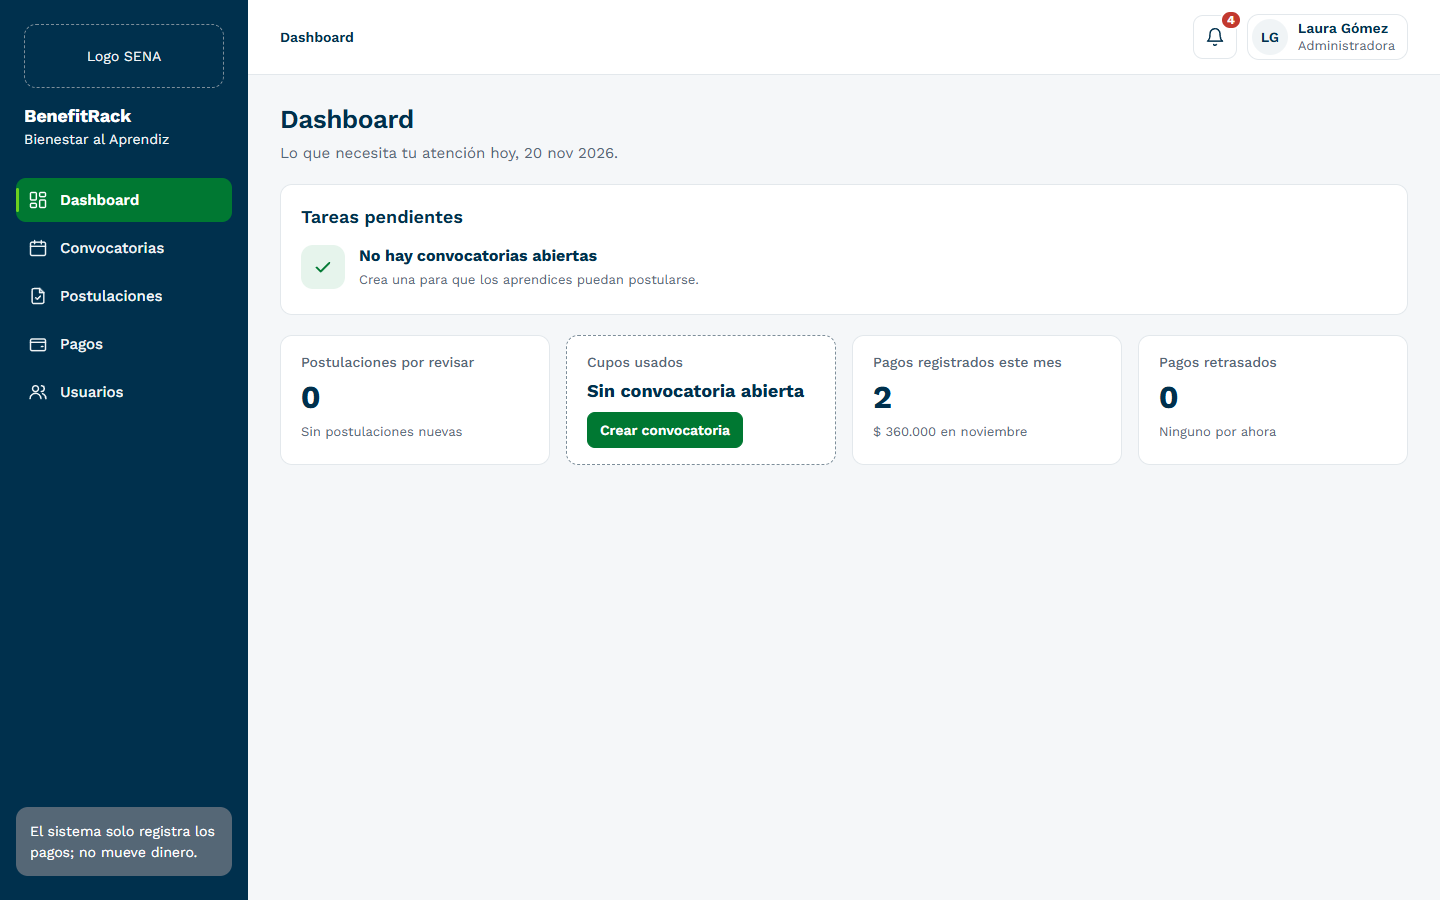 Logo SENA
BenefitRack
Bienestar al Aprendiz
Dashboard
Convocatorias
Postulaciones
Pagos
Usuarios
El sistema solo registra los
pagos; no mueve dinero.
Dashboard
4
LG
Laura Gómez
Administradora
Dashboard
Lo que necesita tu atención hoy, 20 nov 2026.
Tareas pendientes
No hay convocatorias abiertas
Crea una para que los aprendices puedan postularse.
Postulaciones por revisar
0
Sin postulaciones nuevas
Cupos usados
Sin convocatoria abierta
Crear convocatoria
Pagos registrados este mes
2
$ 360.000 en noviembre
Pagos retrasados
0
Ninguno por ahora